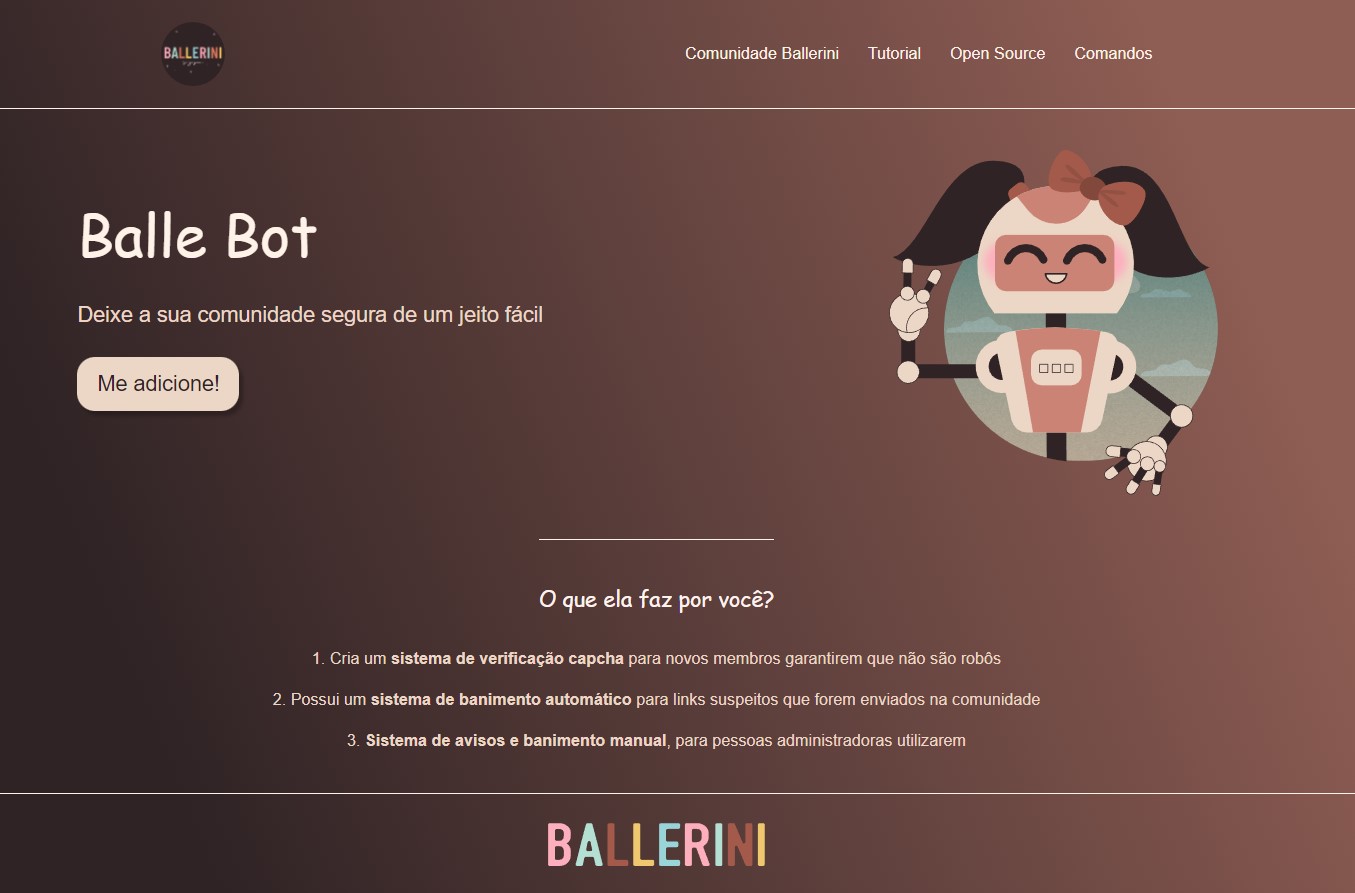 BALLERINI
Comunidade Ballerini
Tutorial
Open Source
Comandos
Balle Bot
Deixe a sua comunidade segura de um jeito fácil
Me adicione!
O que ela faz por você?
1. Cria um sistema de verificação capcha para novos membros garantirem que não são robôs
2. Possui um sistema de banimento automático para links suspeitos que forem enviados na comunidade
3. Sistema de avisos e banimento manual, para pessoas administradoras utilizarem
BALLERINI